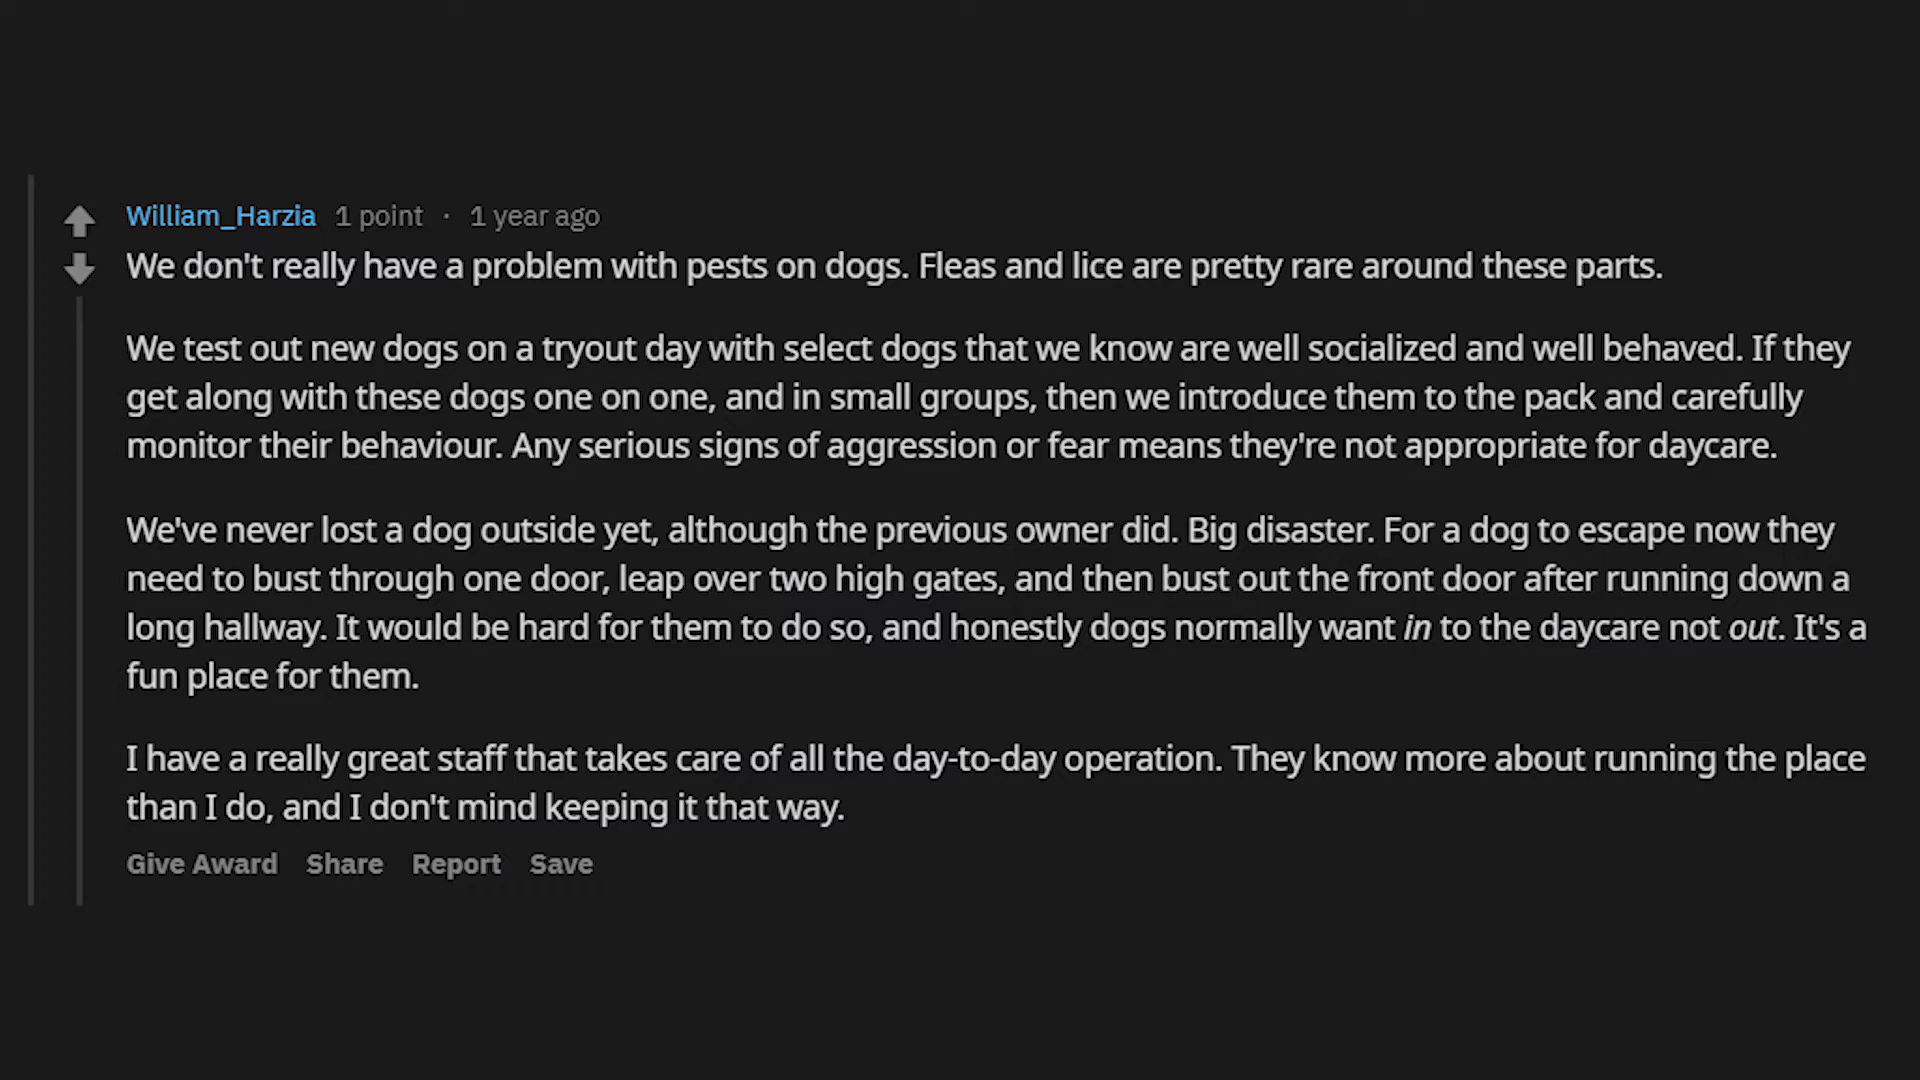 William_Harzia 1 point · 1 year ago
We don't really have a problem with pests on dogs. Fleas and lice are pretty rare around these parts.
We test out new dogs on a tryout day with select dogs that we know are well socialized and well behaved. If they
get along with these dogs one on one, and in small groups, then we introduce them to the pack and carefully
monitor their behaviour. Any serious signs of aggression or fear means they're not appropriate for daycare.
We've never lost a dog outside yet, although the previous owner did. Big disaster. For a dog to escape now they
need to bust through one door, leap over two high gates, and then bust out the front door after running down a
long hallway. It would be hard for them to do so, and honestly dogs normally want in to the daycare not out. It's a
fun place for them.
I have a really great staff that takes care of all the day-to-day operation. They know more about running the place
than I do, and I don't mind keeping it that way.
Give Award Share Report Save